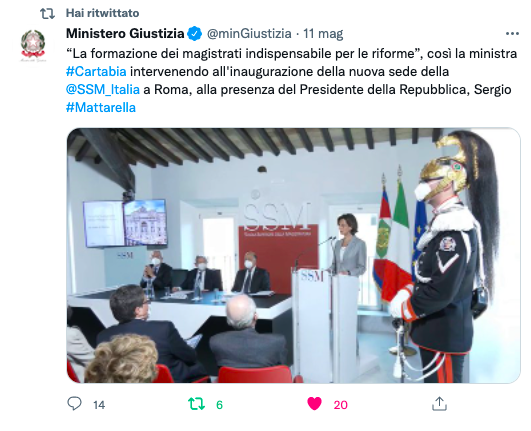 Hai ritwittato
Ministero Giustizia @minGiustizia · 11 mag
“La formazione dei magistrati indispensabile per le riforme”, così la ministra
#Cartabia intervenendo all'inaugurazione della nuova sede della
@SSM_Italia a Roma, alla presenza del Presidente della Repubblica, Sergio
#Mattarella
SSM
SSM
SSM
14 6 20